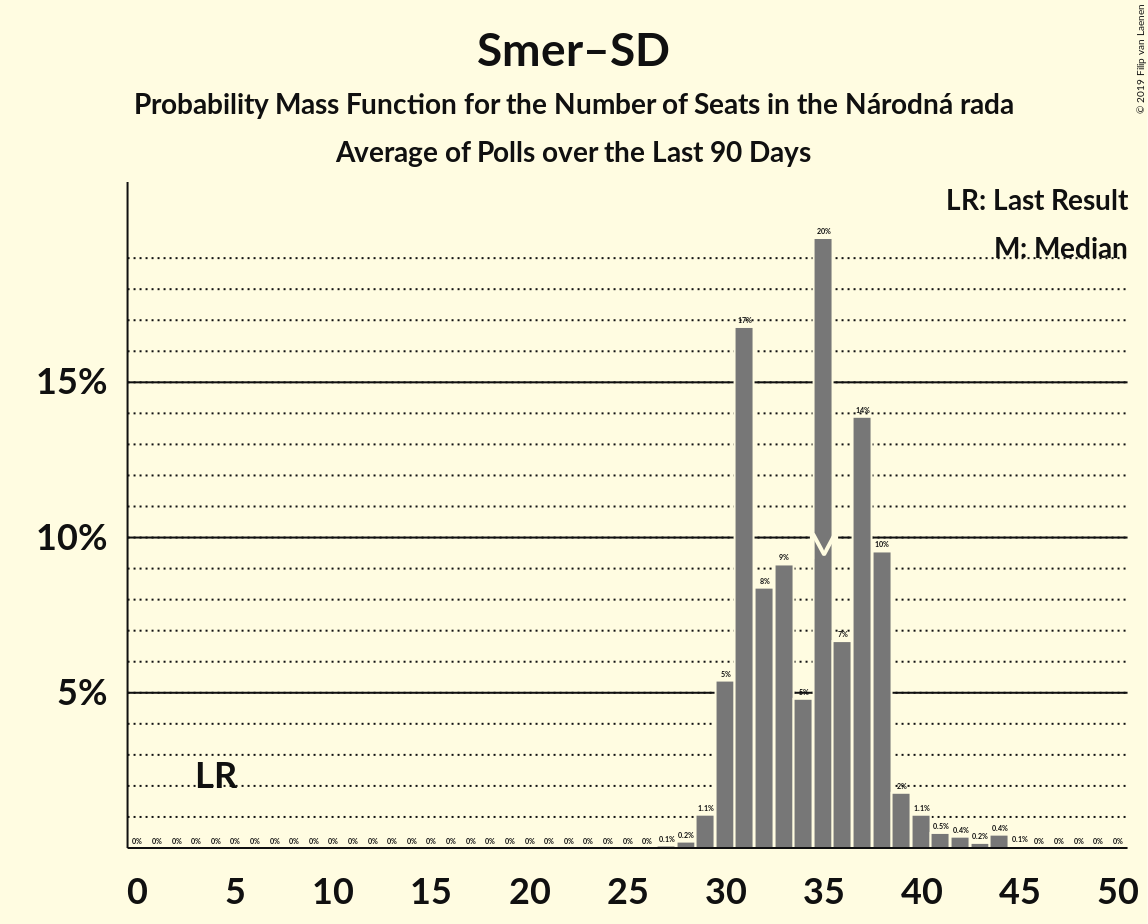 Smer–SD
Probability Mass Function for the Number of Seats in the Národná rada
Average of Polls over the Last 90 Days
© 2019 Filip van Laenen
LR: Last Result
M: Median
15%
10%
5%
LR
0% 0% 0% 0% 0% 0% 0% 0% 0% 0% 0% 0% 0% 0% 0% 0% 0% 0% 0% 0% 0% 0% 0% 0% 0% 0% 0% 0.1% 0.2% 1.1% 5% 17% 8% 9% 5% 20% 7% 14% 10% 2% 1.1% 0.5% 0.4% 0.2% 0.4% 0.1% 0% 0% 0% 0% 0%
0 5 10 15 20 25 30 35 40 45 50